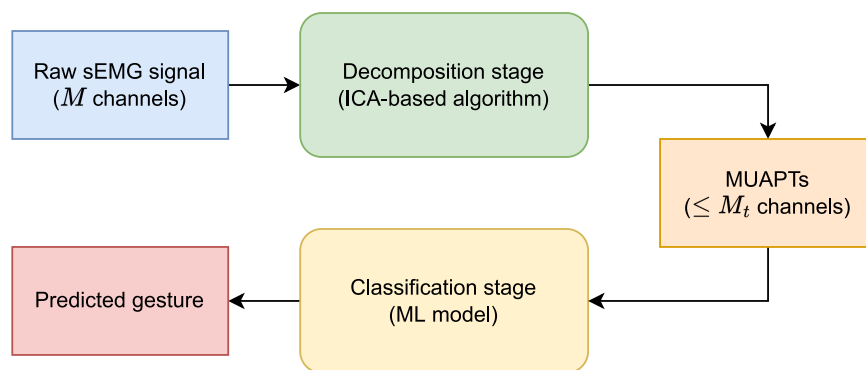 Raw sEMG signal
(M channels)
Decomposition stage
(ICA-based algorithm)
MUAPTs
(≤ Mₜ channels)
Classification stage
(ML model)
Predicted gesture